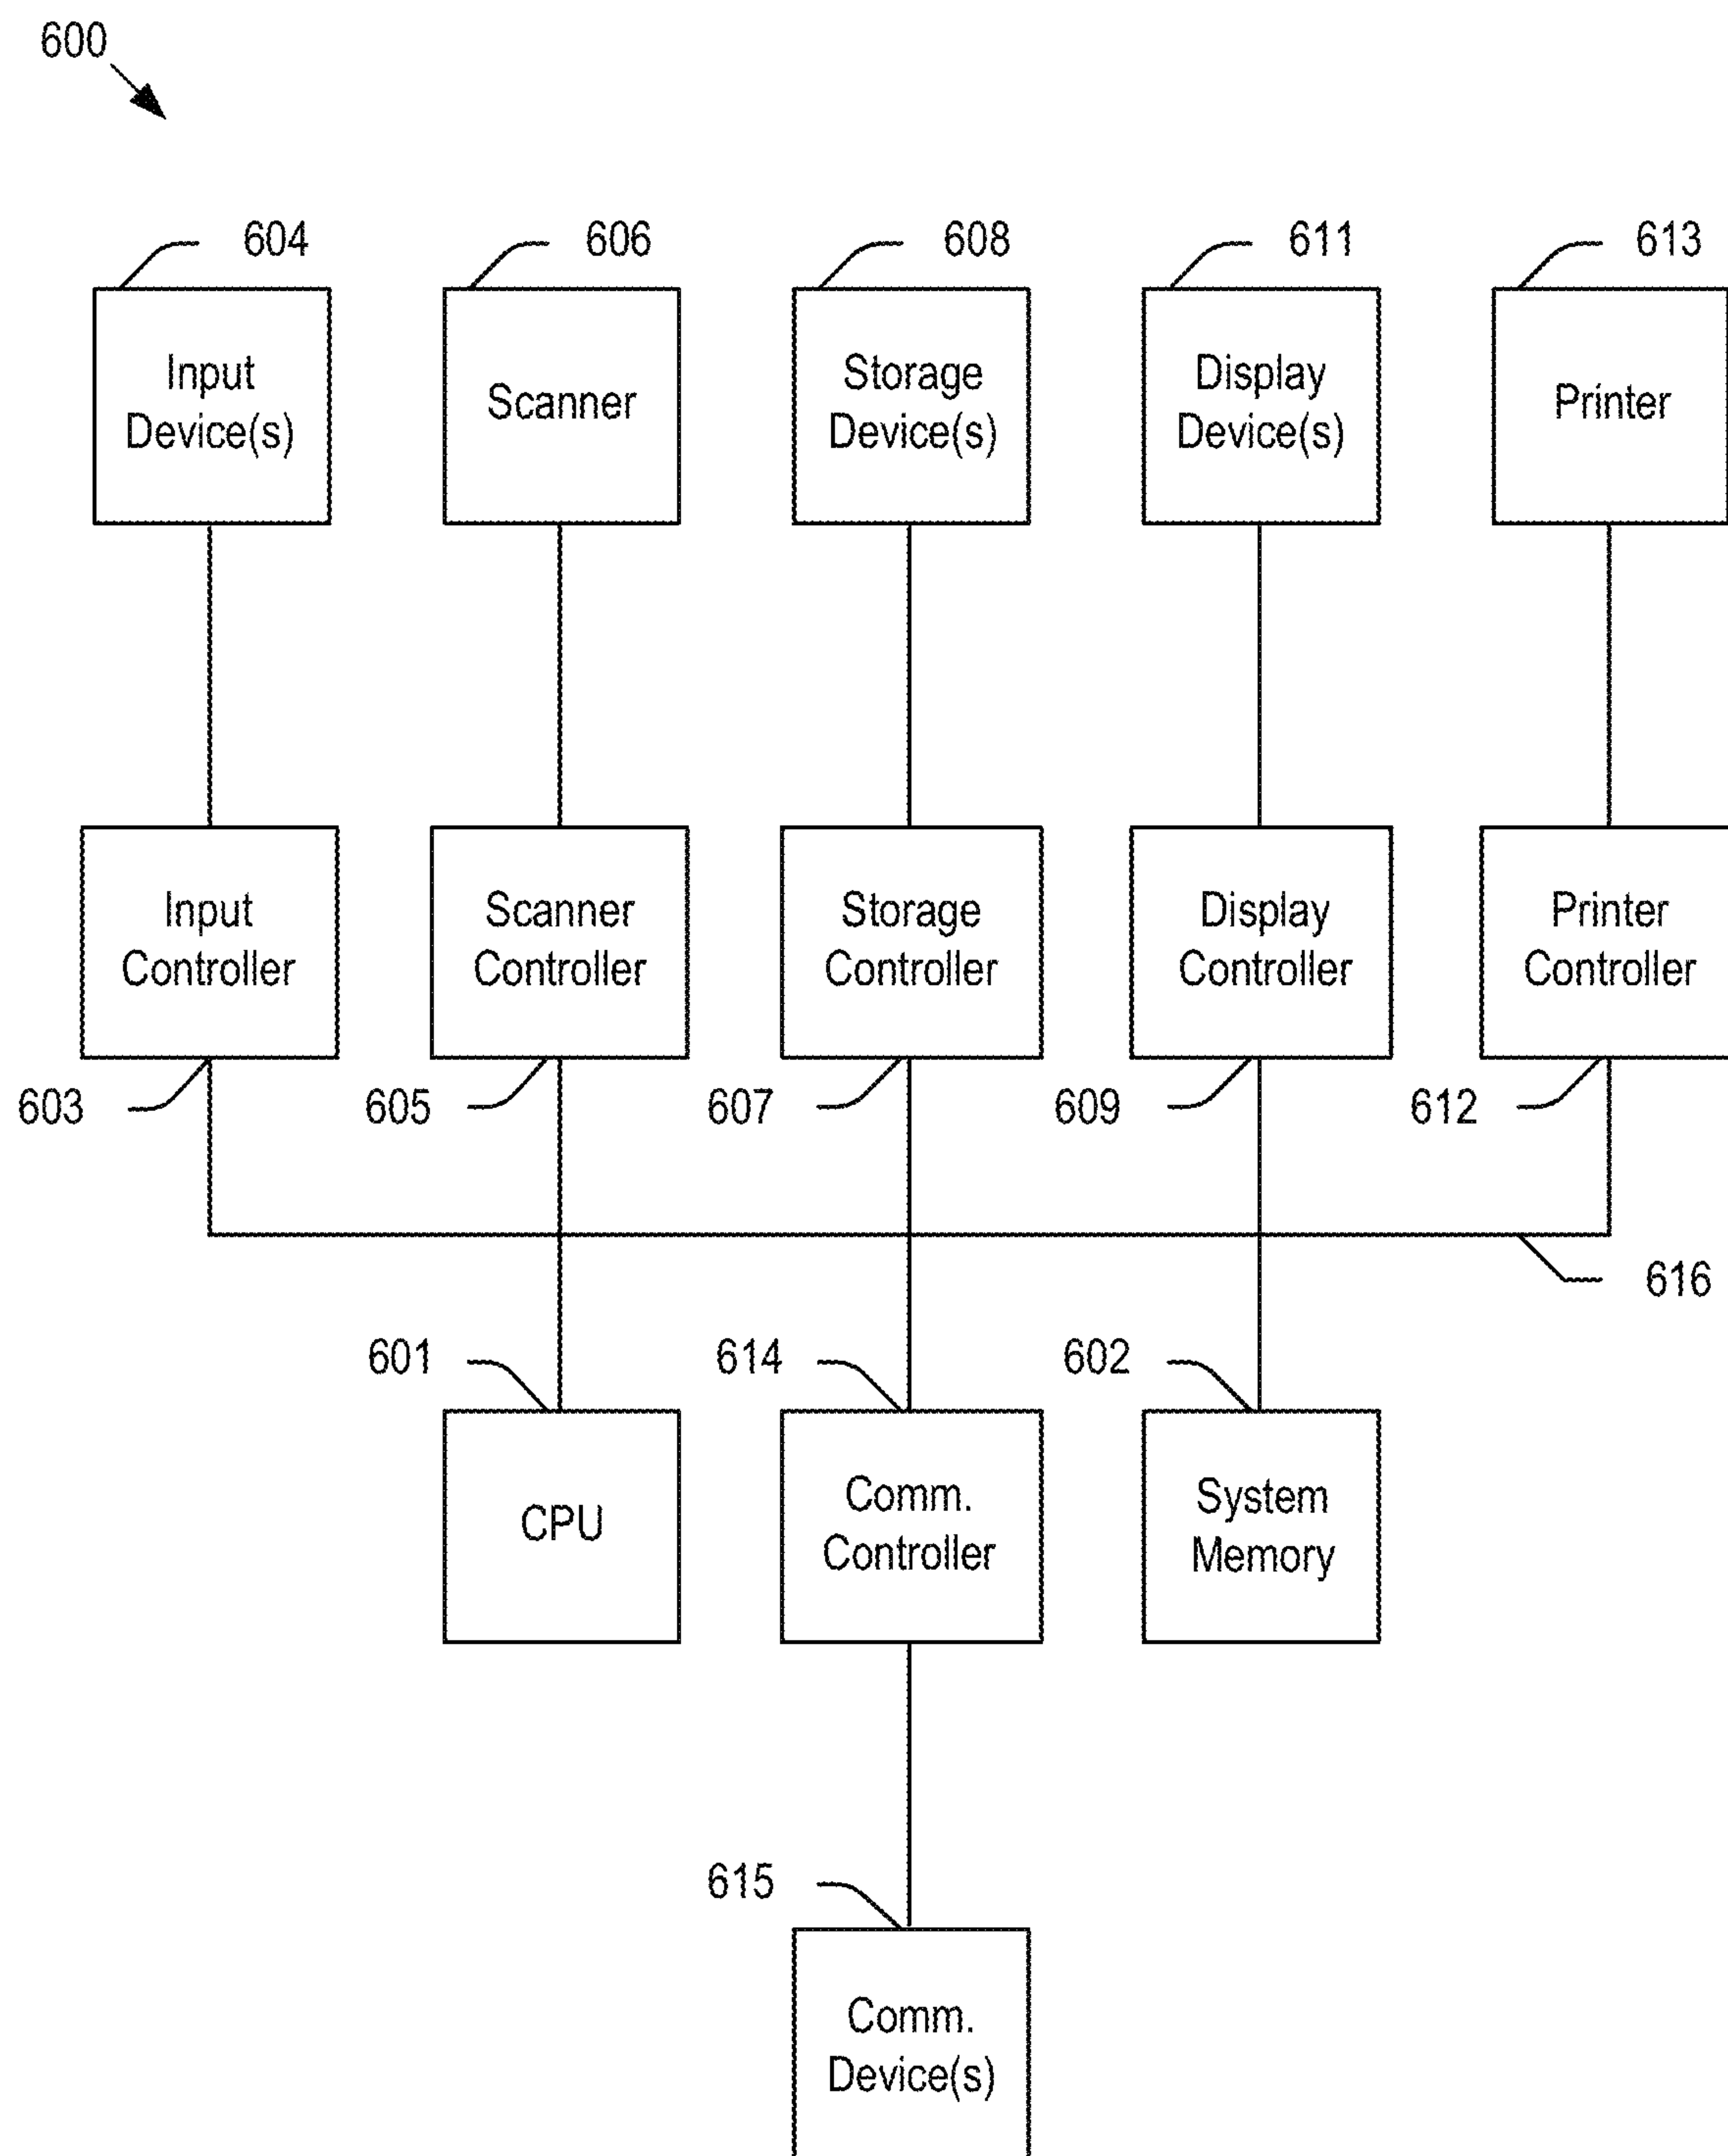 600
604
606
608
611
613
Input
Device(s)
Scanner
Storage
Device(s)
Display
Device(s)
Printer
Input
Controller
Scanner
Controller
Storage
Controller
Display
Controller
Printer
Controller
603
605
607
609
612
616
601
614
602
CPU
Comm.
Controller
System
Memory
615
Comm.
Device(s)